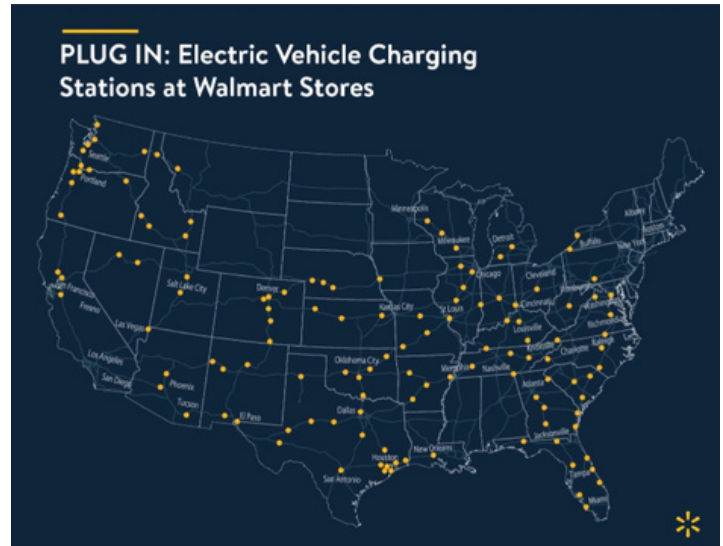 PLUG IN: Electric Vehicle Charging
Stations at Walmart Stores
Seattle
Portland
Minneapolis
Milwaukee
Detroit
Buffalo
Albany
Boston
New York
Chicago
Cleveland
Pittsburgh
Salt Lake City
Denver
San Francisco
Fresno
Kansas City
St Louis
Cincinnati
Washington
Richmond
Louisville
Las Vegas
Los Angeles
San Diego
Phoenix
Tucson
Oklahoma City
Memphis
Nashville
Knoxville
Charlotte
Raleigh
Atlanta
El Paso
Dallas
Jacksonville
Houston
New Orleans
San Antonio
Tampa
Miami